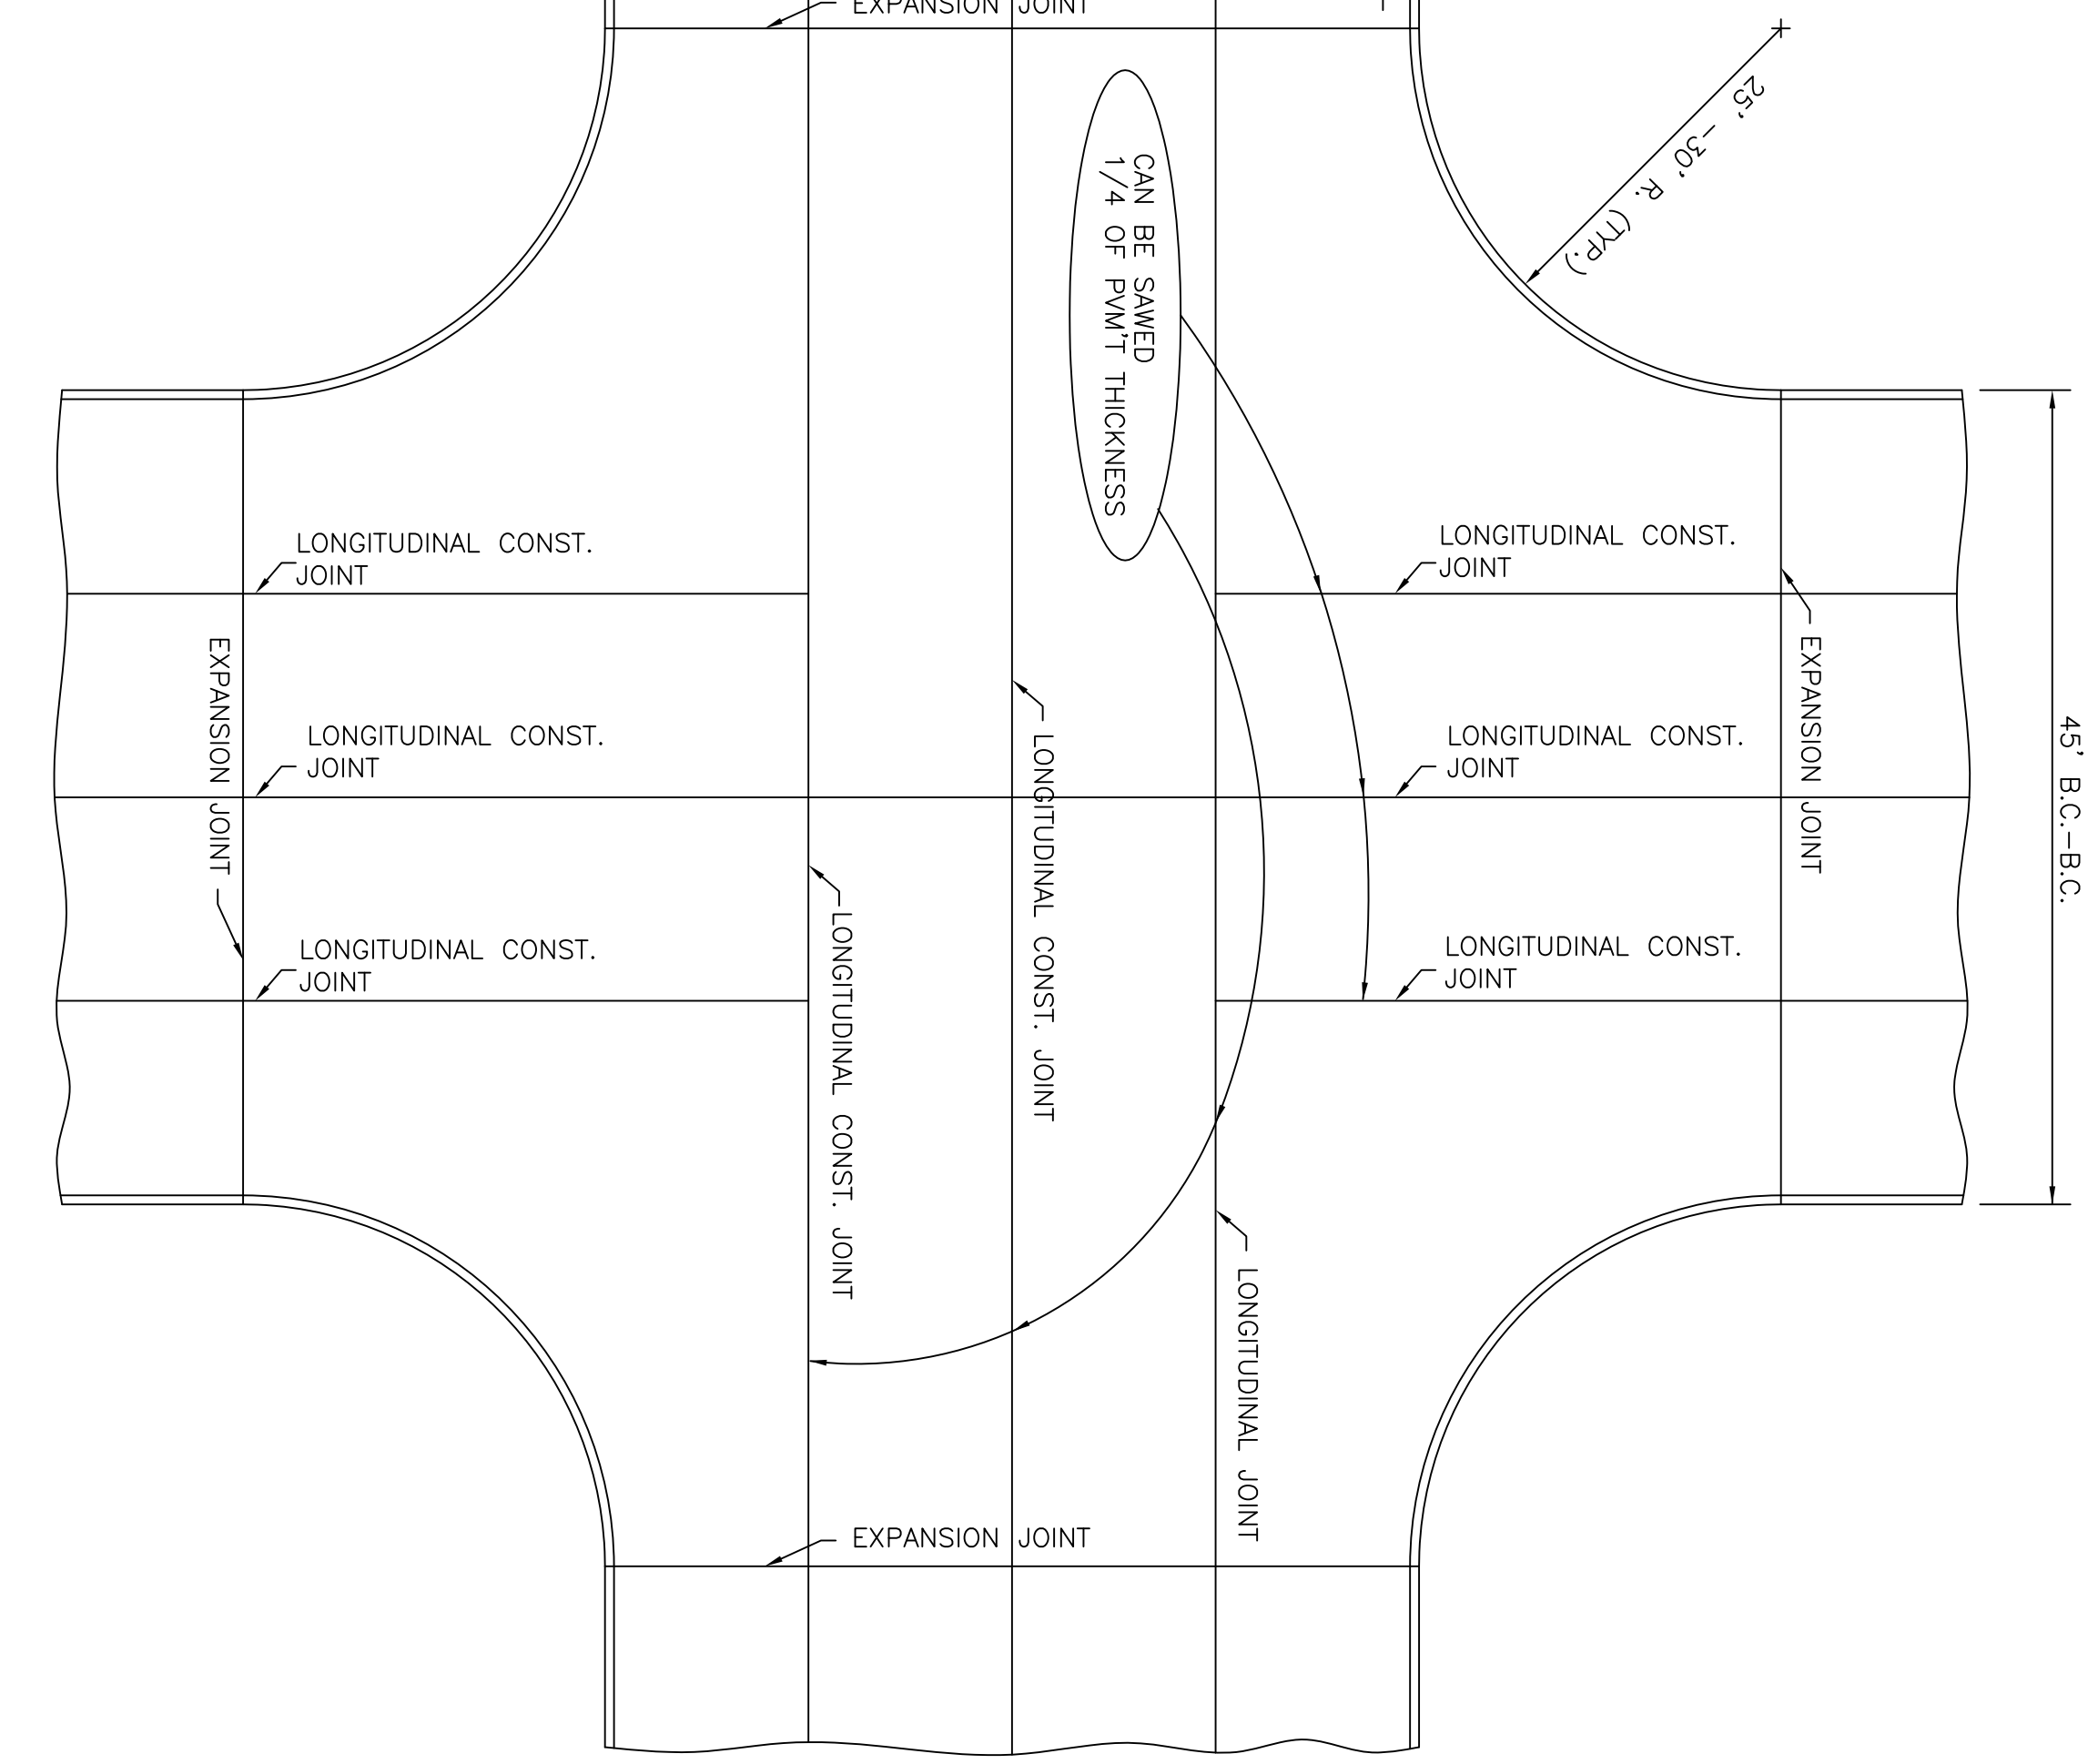 EXPANSION JOINT
25'-30' R. (TYP.)
CAN BE SAWED
1/4 OF PVM'T THICKNESS
LONGITUDINAL CONST.
JOINT
LONGITUDINAL CONST.
JOINT
EXPANSION JOINT
EXPANSION JOINT
45' B.C.-B.C.
LONGITUDINAL CONST.
JOINT
LONGITUDINAL CONST. JOINT
LONGITUDINAL CONST.
JOINT
LONGITUDINAL CONST.
JOINT
LONGITUDINAL CONST. JOINT
LONGITUDINAL CONST.
JOINT
LONGITUDINAL JOINT
EXPANSION JOINT